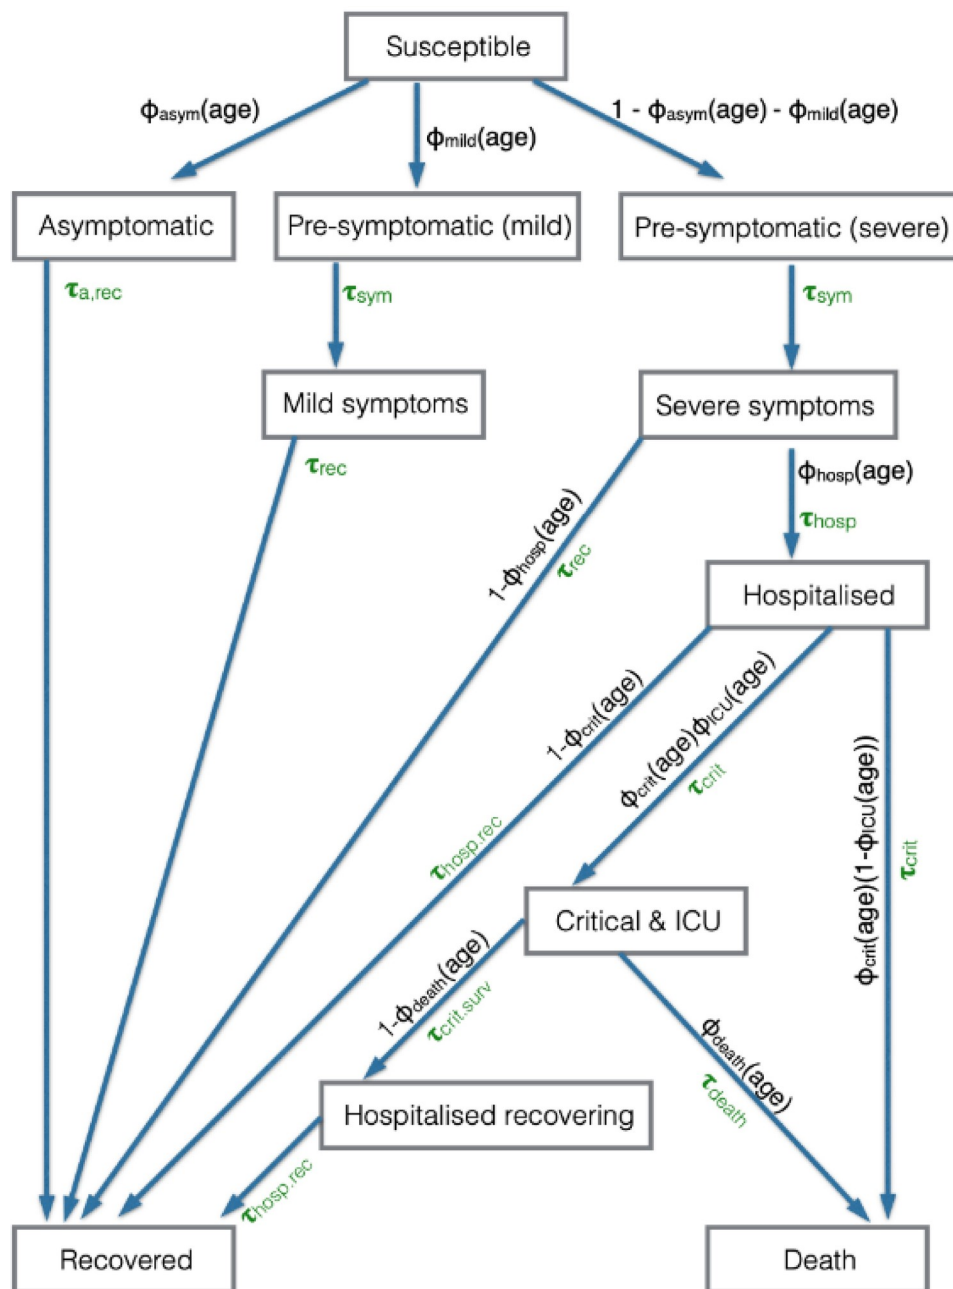 Susceptible
ϕasym(age)
ϕmild(age)
1 - ϕasym(age) - ϕmild(age)
Asymptomatic
Pre-symptomatic (mild)
Pre-symptomatic (severe)
τa,rec
τsym
τsym
Mild symptoms
Severe symptoms
τrec
ϕhosp(age)
τhosp
1-ϕhosp(age)
τrec
Hospitalised
1-ϕcrit(age)
τhosp.rec
ϕcrit(age)ϕICU(age)
τcrit
ϕcrit(age)(1-ϕICU(age))
τcrit
Critical & ICU
1-ϕdeath(age)
τcrit.surv
ϕdeath(age)
τdeath
Hospitalised recovering
τhosp.rec
Recovered
Death